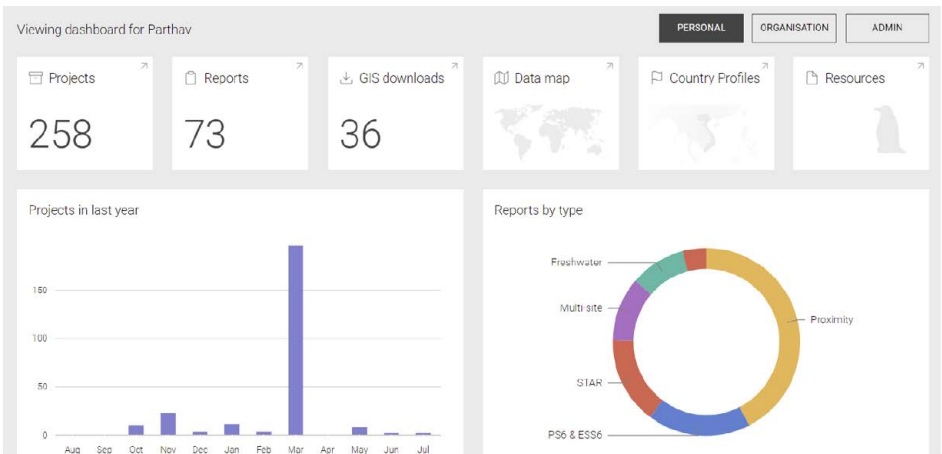 Viewing dashboard for Parthav
PERSONAL
ORGANISATION
ADMIN
Projects
Reports
GIS downloads
Data map
Country Profiles
Resources
258
73
36
Projects in last year
150
100
50
0
Aug Sep Oct Nov Dec Jan Feb Mar Apr May Jun Jul
Reports by type
Freshwater
Multi-site
Proximity
STAR
PS6 & ESS6